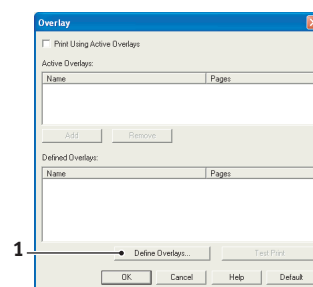 Overlay
Print Using Active Overlays
Active Overlays:
Name Pages
Add Remove
Defined Overlays:
Name Pages
1 Define Overlays... Test Print
OK Cancel Help Default